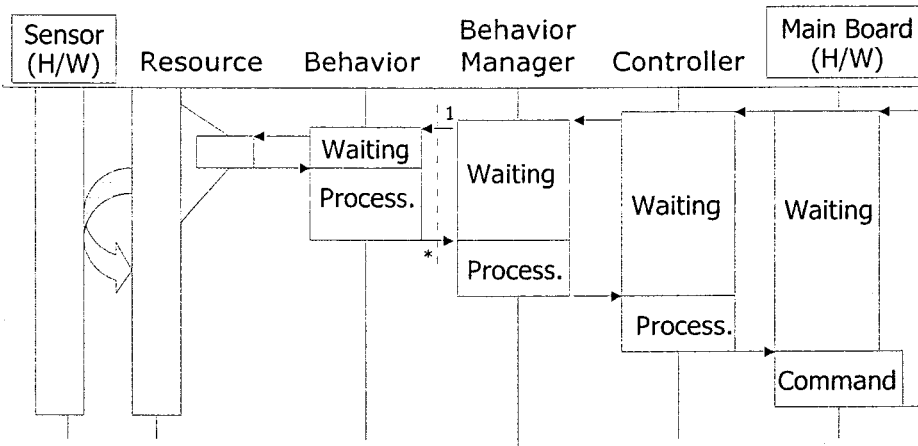 Sensor
(H/W)
Resource
Behavior
Behavior
Manager
Controller
Main Board
(H/W)
1
Waiting
Process.
*
Waiting
Process.
Waiting
Process.
Waiting
Command